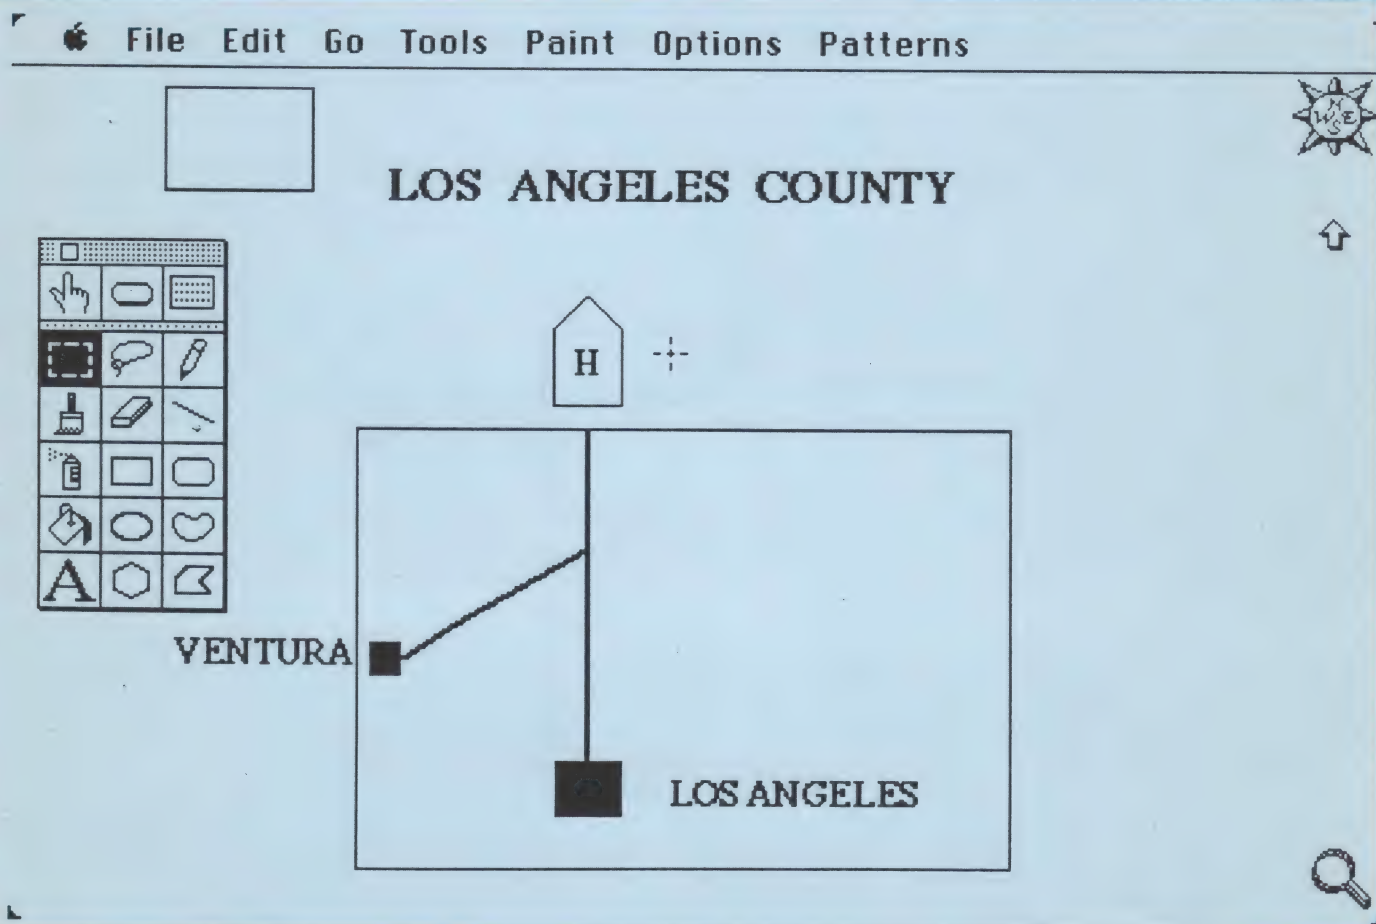 File Edit Go Tools Paint Options Patterns
N
W E
S
LOS ANGELES COUNTY
H
A
VENTURA
LOS ANGELES